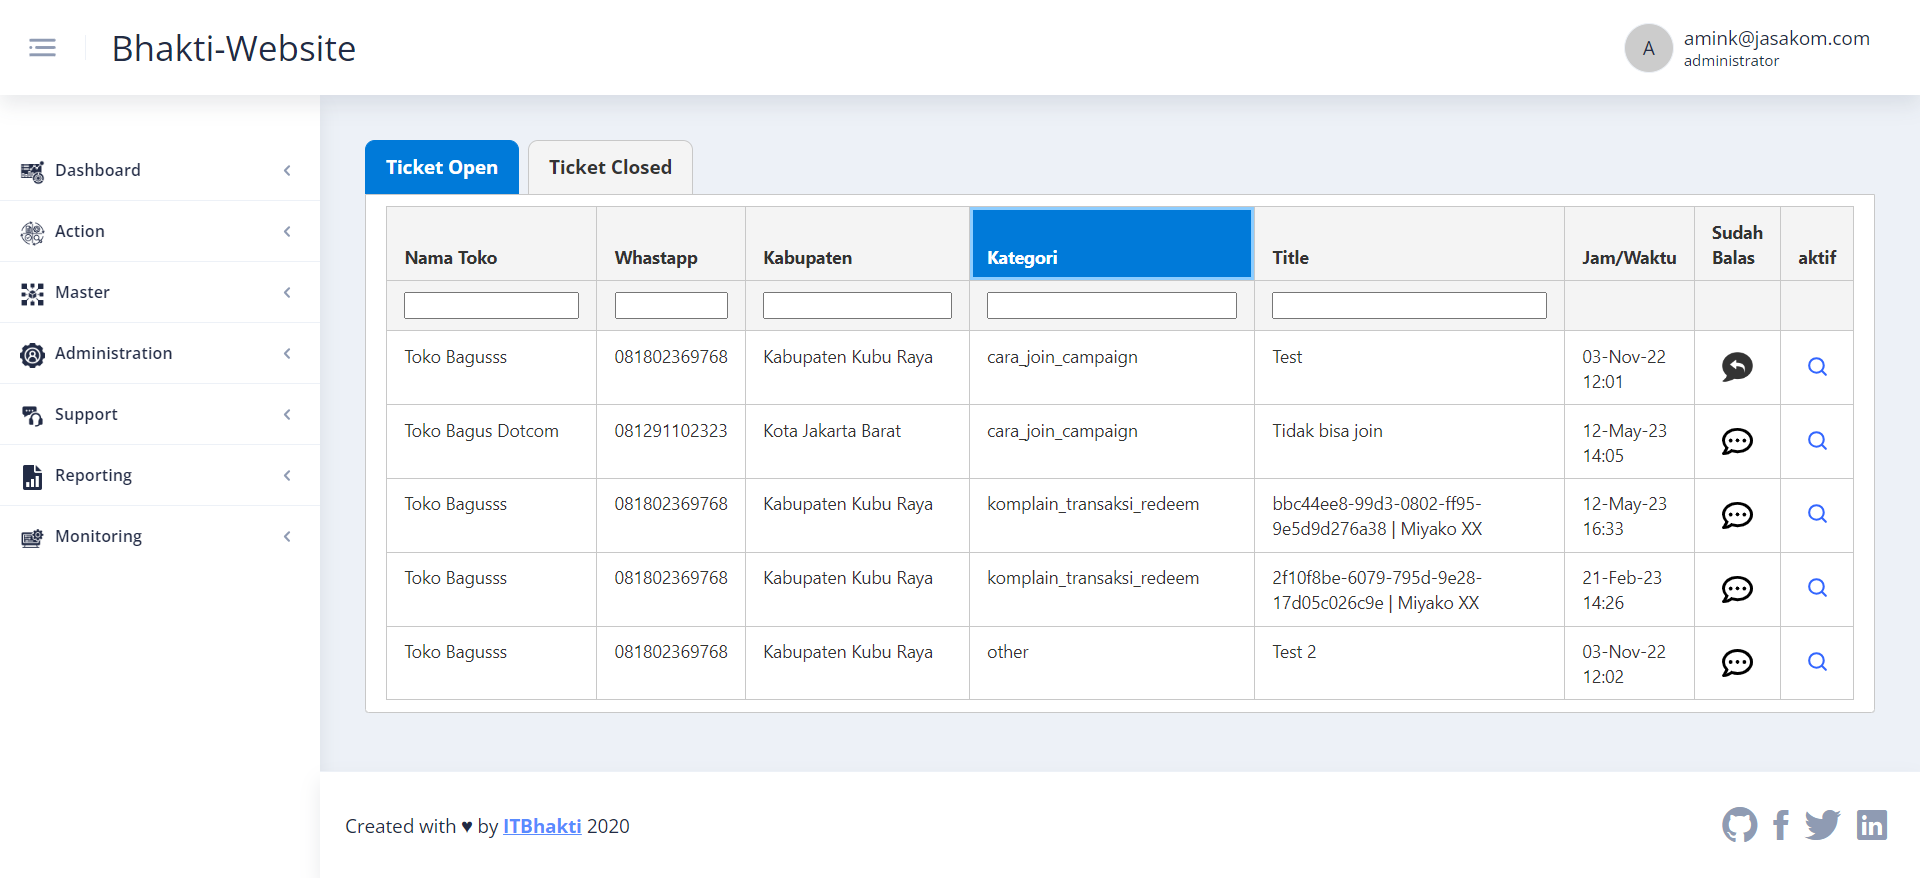 Bhakti-Website
A
amink@jasakom.com
administrator
Dashboard
Action
Master
Administration
Support
Reporting
Monitoring
Ticket Open
Ticket Closed
Nama Toko Whastapp Kabupaten Kategori Title Jam/Waktu Sudah Balas aktif
Toko Bagusss 081802369768 Kabupaten Kubu Raya cara_join_campaign Test 03-Nov-22
12:01
Toko Bagus Dotcom 081291102323 Kota Jakarta Barat cara_join_campaign Tidak bisa join 12-May-23
14:05
Toko Bagusss 081802369768 Kabupaten Kubu Raya komplain_transaksi_redeem bbc44ee8-99d3-0802-ff95- 12-May-23
9e5d9d276a38 | Miyako XX 16:33
Toko Bagusss 081802369768 Kabupaten Kubu Raya komplain_transaksi_redeem 2f10f8be-6079-795d-9e28- 21-Feb-23
17d05c026c9e | Miyako XX 14:26
Toko Bagusss 081802369768 Kabupaten Kubu Raya other Test 2 03-Nov-22
12:02
Created with ♥ by ITBhakti 2020